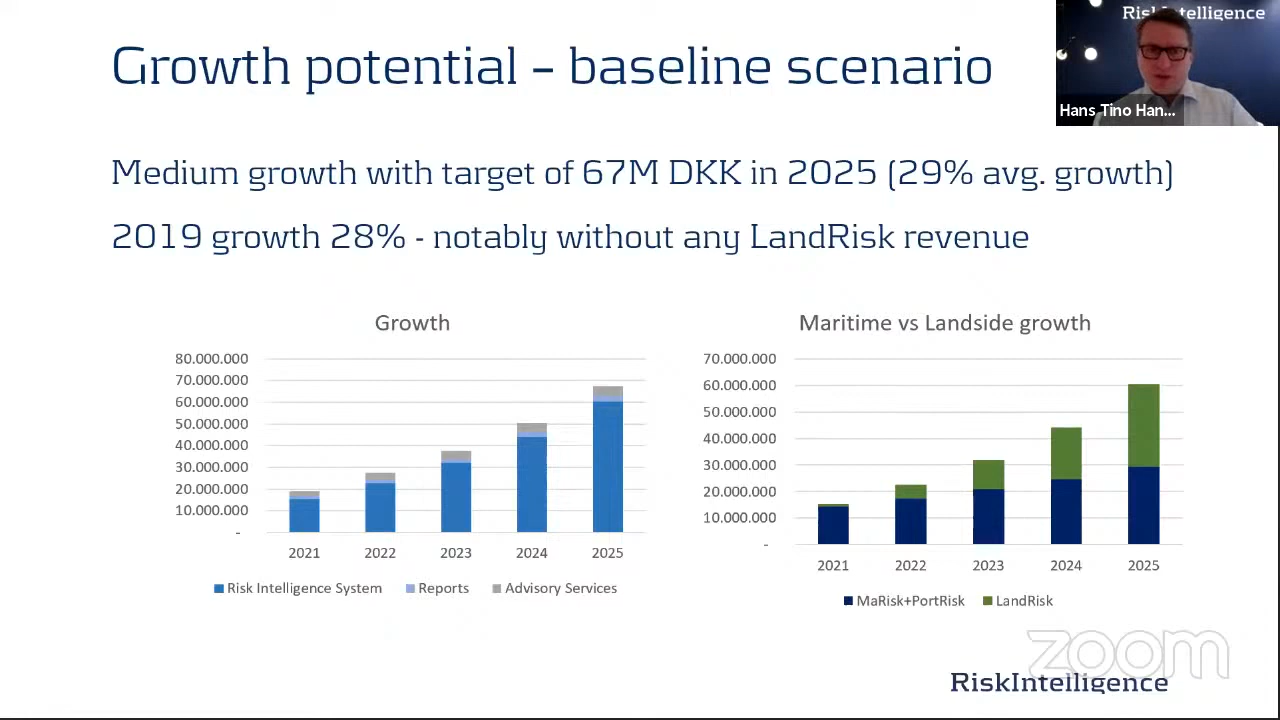 Growth potential – baseline scenario
RiskIntelligence
Hans Tino Han...
Medium growth with target of 67M DKK in 2025 (29% avg. growth)
2019 growth 28% - notably without any LandRisk revenue
Growth
80.000.000
70.000.000
60.000.000
50.000.000
40.000.000
30.000.000
20.000.000
10.000.000
-
2021 2022 2023 2024 2025
Risk Intelligence System Reports Advisory Services
Maritime vs Landside growth
70.000.000
60.000.000
50.000.000
40.000.000
30.000.000
20.000.000
10.000.000
-
2021 2022 2023 2024 2025
MaRisk+PortRisk LandRisk
zoom
RiskIntelligence